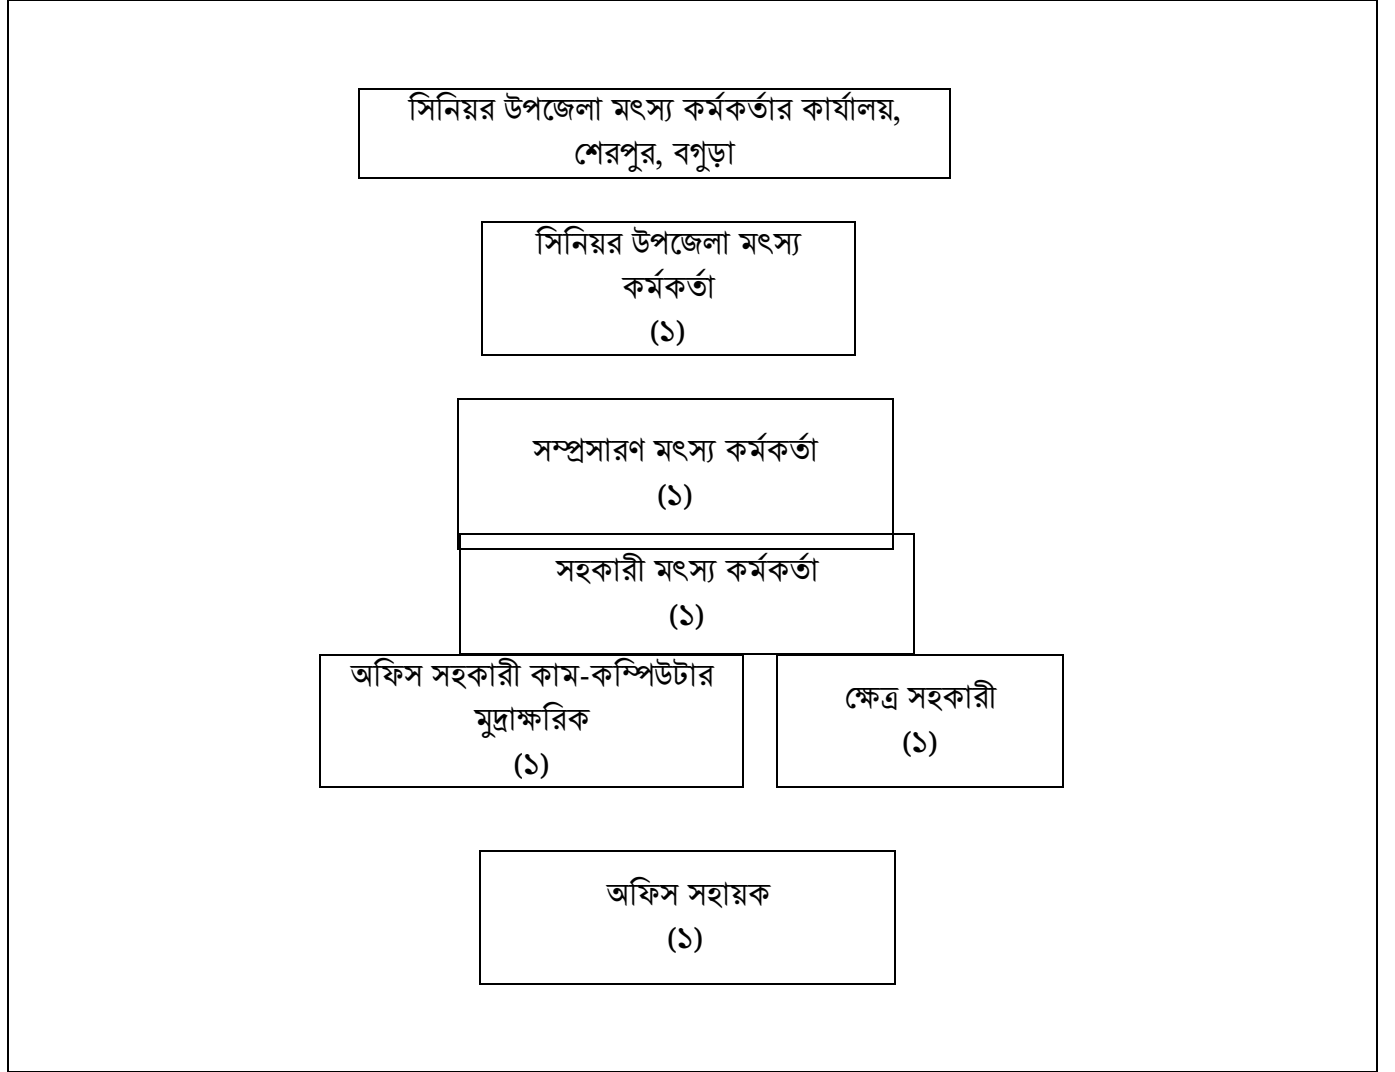 সিনিয়র উপজেলা মৎস্য কর্মকর্তার কার্যালয়,
শেরপুর, বগুড়া
সিনিয়র উপজেলা মৎস্য
কর্মকর্তা
(১)
সম্প্রসারণ মৎস্য কর্মকর্তা
(১)
সহকারী মৎস্য কর্মকর্তা
(১)
অফিস সহকারী কাম-কম্পিউটার
মুদ্রাক্ষরিক
(১)
ক্ষেত্র সহকারী
(১)
অফিস সহায়ক
(১)